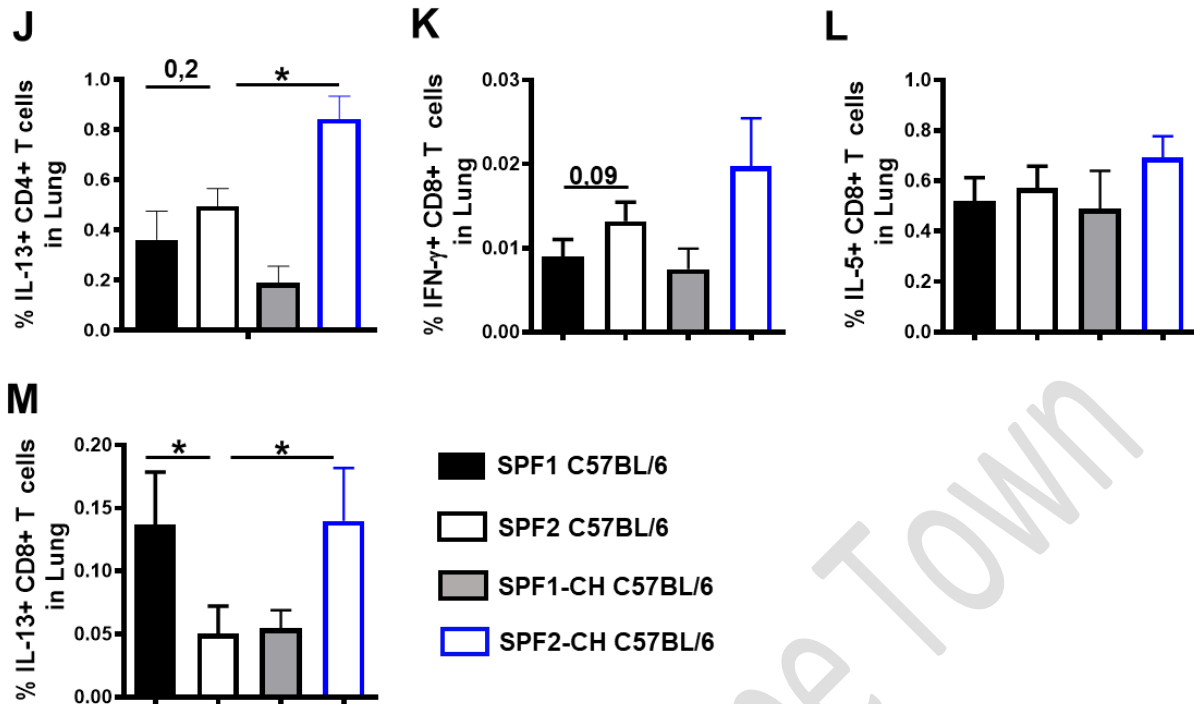 J
% IL-13+ CD4+ T cells
in Lung
1.0
0.8
0.6
0.4
0.2
0.0
0,2
*
K
% IFN-γ+ CD8+ T cells
in Lung
0.03
0.02
0.01
0.00
0,09
L
% IL-5+ CD8+ T cells
in Lung
1.0
0.8
0.6
0.4
0.2
0.0
M
% IL-13+ CD8+ T cells
in Lung
0.20
0.15
0.10
0.05
0.00
*
*
SPF1 C57BL/6
SPF2 C57BL/6
SPF1-CH C57BL/6
SPF2-CH C57BL/6
Town